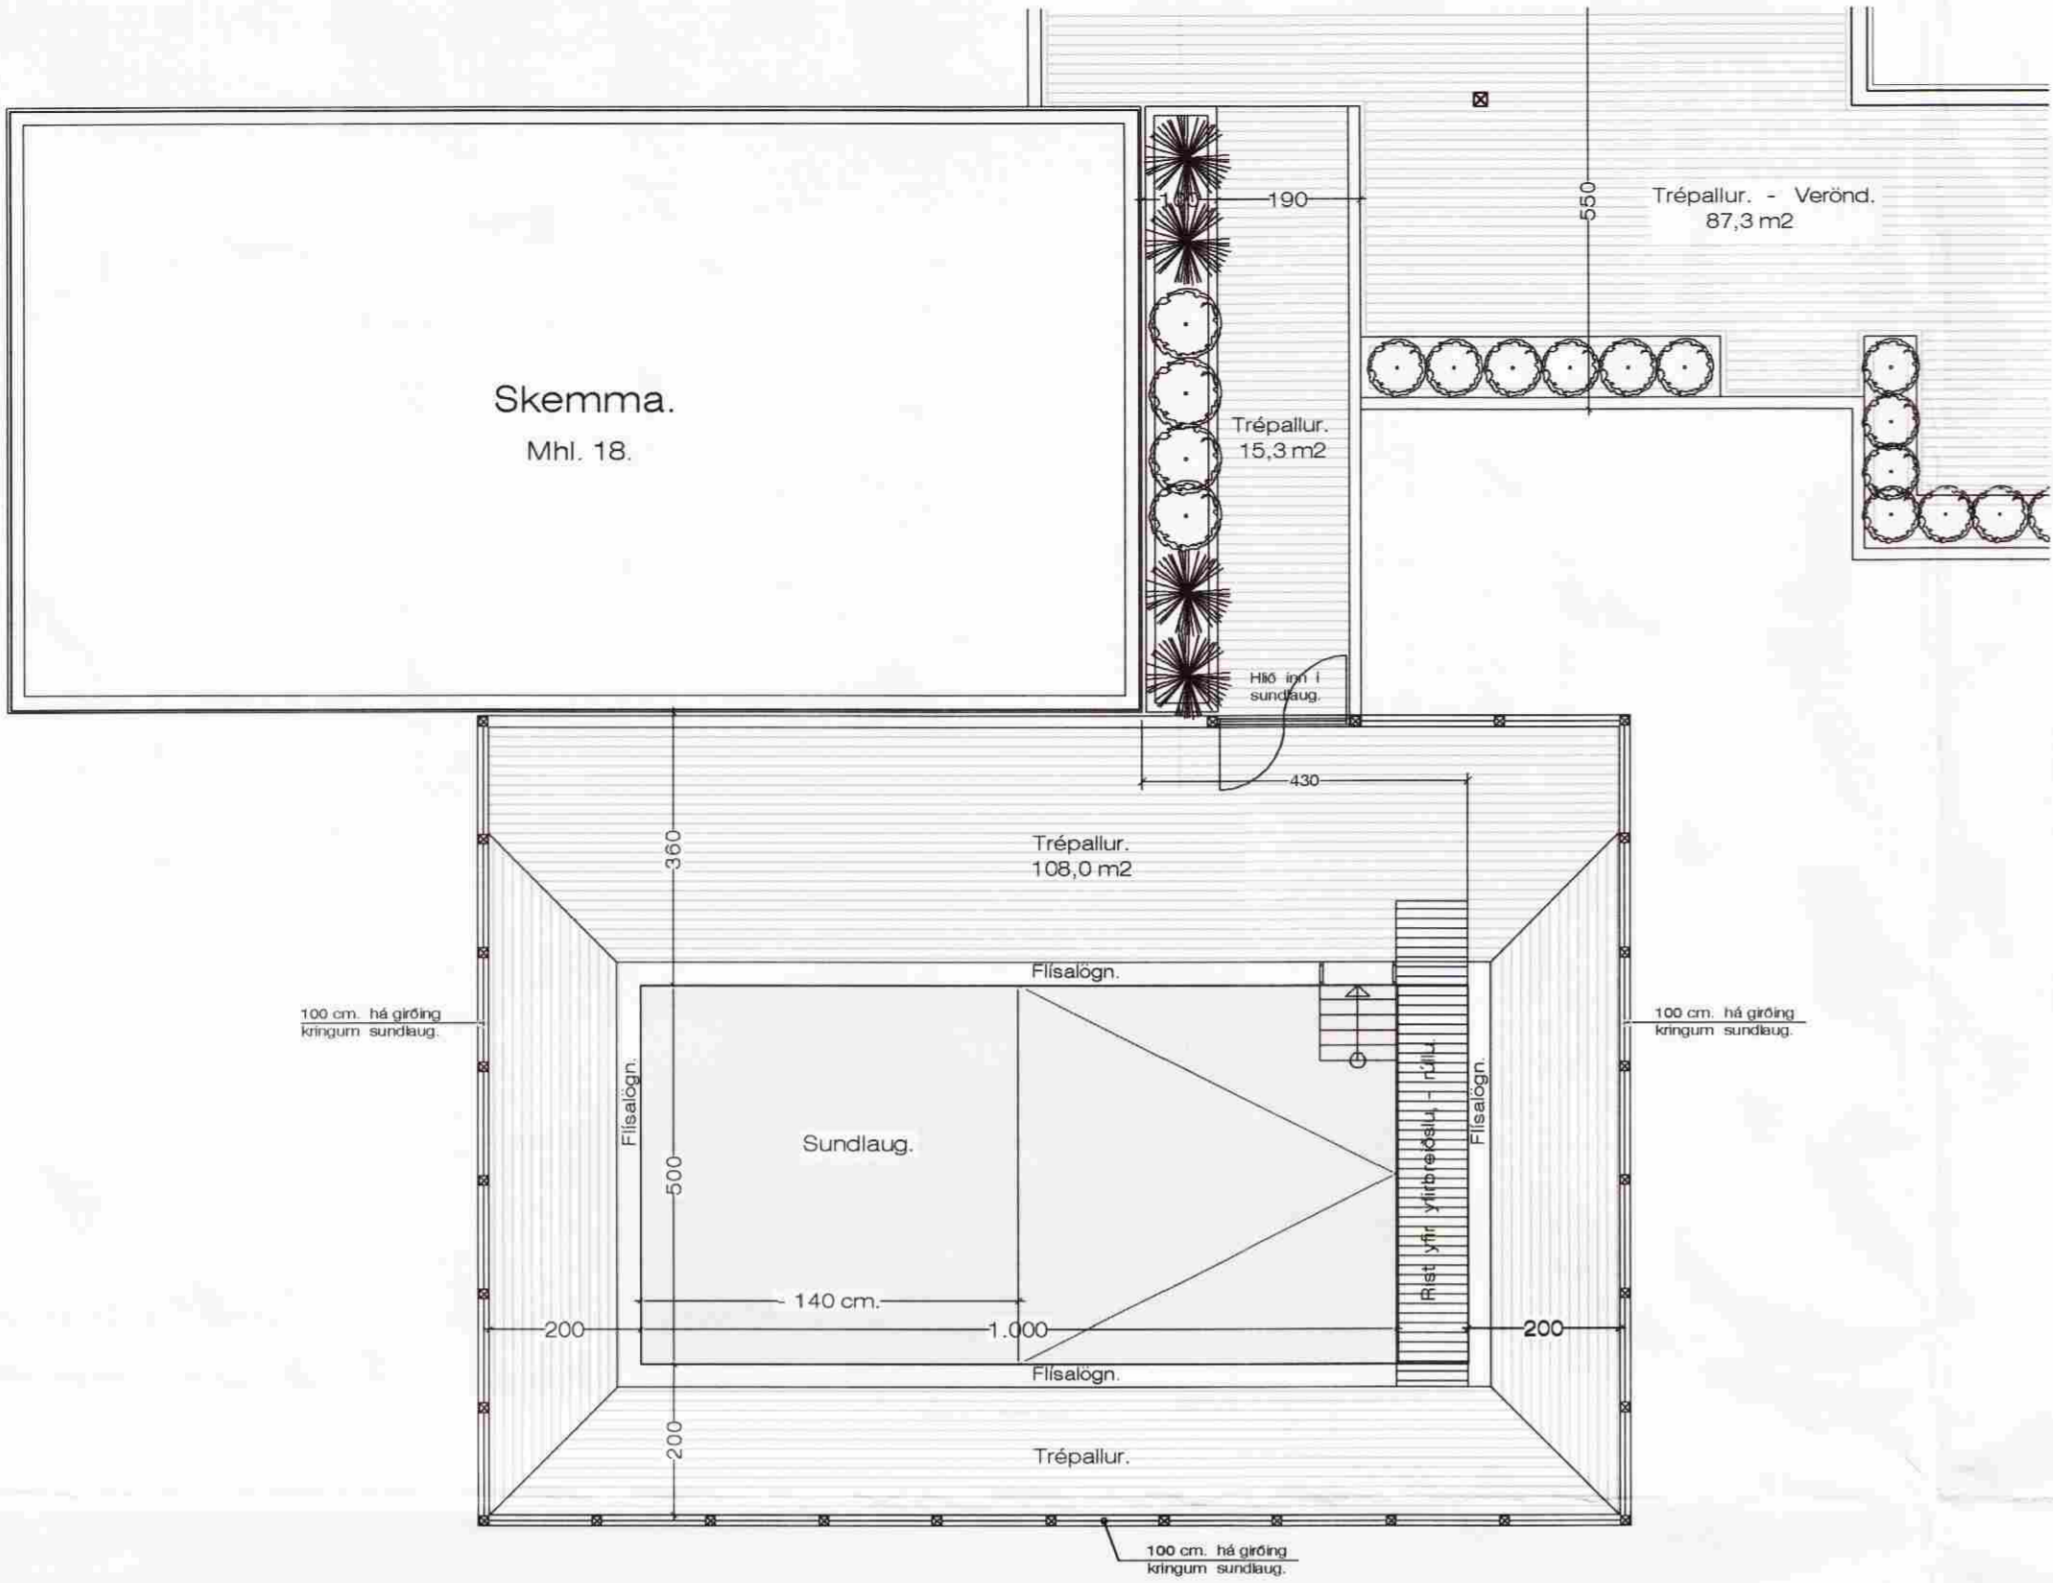 190
550
Trépallur. - Verönd.
87,3 m2
Skemma.
Mhl. 18.
Trépallur.
15,3 m2
Hlið inn í
sundlaug.
430
360
Trépallur.
108,0 m2
Flísalögn.
100 cm. há girðing
kringum sundlaug.
100 cm. há girðing
kringum sundlaug.
Flísalögn.
Flísalögn.
Rist yfir yfirbreiðslu, - rúllu.
Sundlaug.
500
140 cm.
200
1.000
200
Flísalögn.
200
Trépallur.
100 cm. há girðing
kringum sundlaug.